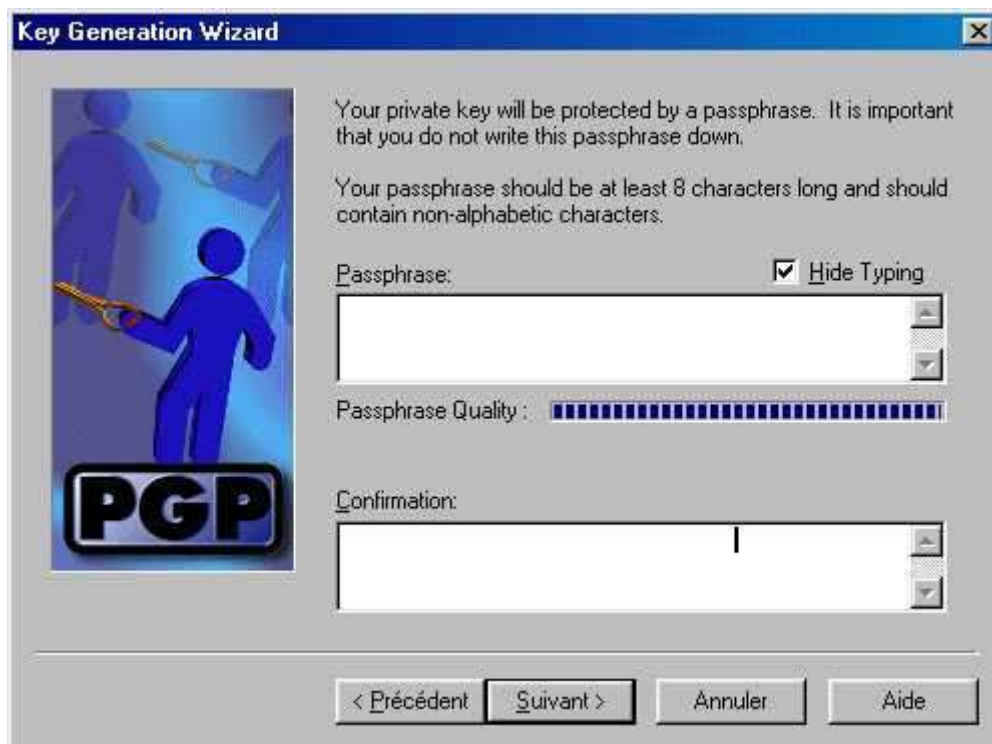 Key Generation Wizard
Your private key will be protected by a passphrase. It is important
that you do not write this passphrase down.
Your passphrase should be at least 8 characters long and should
contain non-alphabetic characters.
Passphrase:
Hide Typing
Passphrase Quality :
Confirmation:
PGP
< Précédent
Suivant >
Annuler
Aide